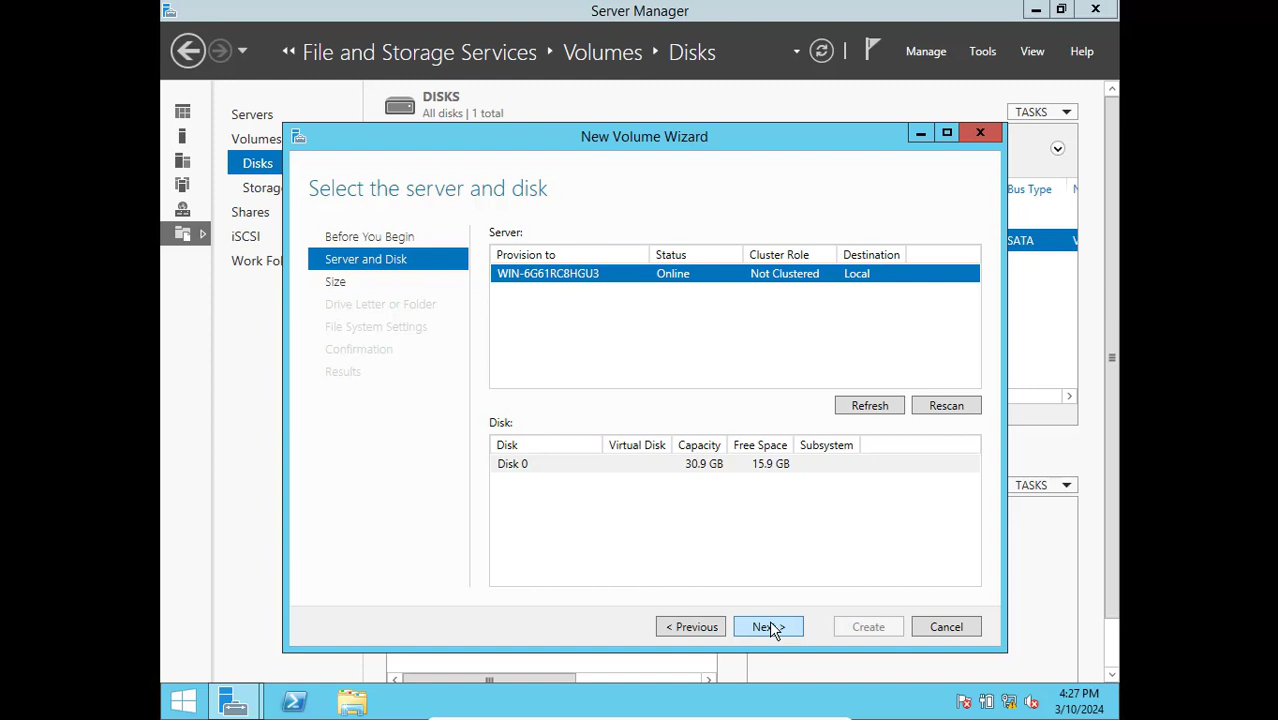 Server Manager
File and Storage Services
Volumes
Disks
Manage
Tools
View
Help
Servers
Volumes
Disks
Storag
Shares
iSCSI
Work Fol
DISKS
All disks | 1 total
TASKS
Bus Type
SATA
TASKS
New Volume Wizard
Select the server and disk
Before You Begin
Server and Disk
Size
Drive Letter or Folder
File System Settings
Confirmation
Results
Server:
Provision to Status Cluster Role Destination
WIN-6G61RC8HGU3 Online Not Clustered Local
Refresh
Rescan
Disk:
Disk Virtual Disk Capacity Free Space Subsystem
Disk 0 30.9 GB 15.9 GB
< Previous
Next >
Create
Cancel
4:27 PM
3/10/2024